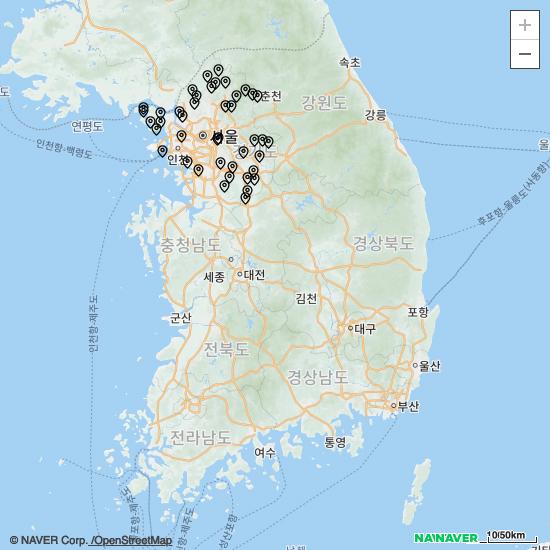 +
−
속초
춘천
강원도
강릉
연평도
서울
인천
인천항-백령도
울
후포항-울릉도(사동항)
충청남도
경상북도
세종
대전
김천
군산
포항
인천항-제주도
대구
전북도
경상남도
울산
부산
전라남도
여수
통영
© NAVER Corp. /OpenStreetMap
NAVER
10/50km